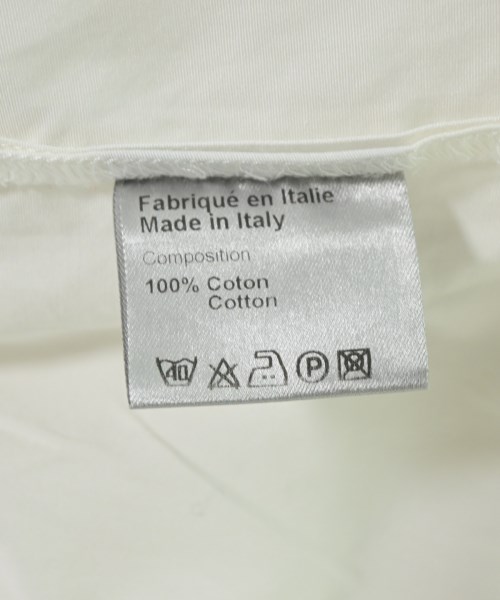 Fabriqué en Italie
Made in Italy
Composition
100% Coton
Cotton
40 P